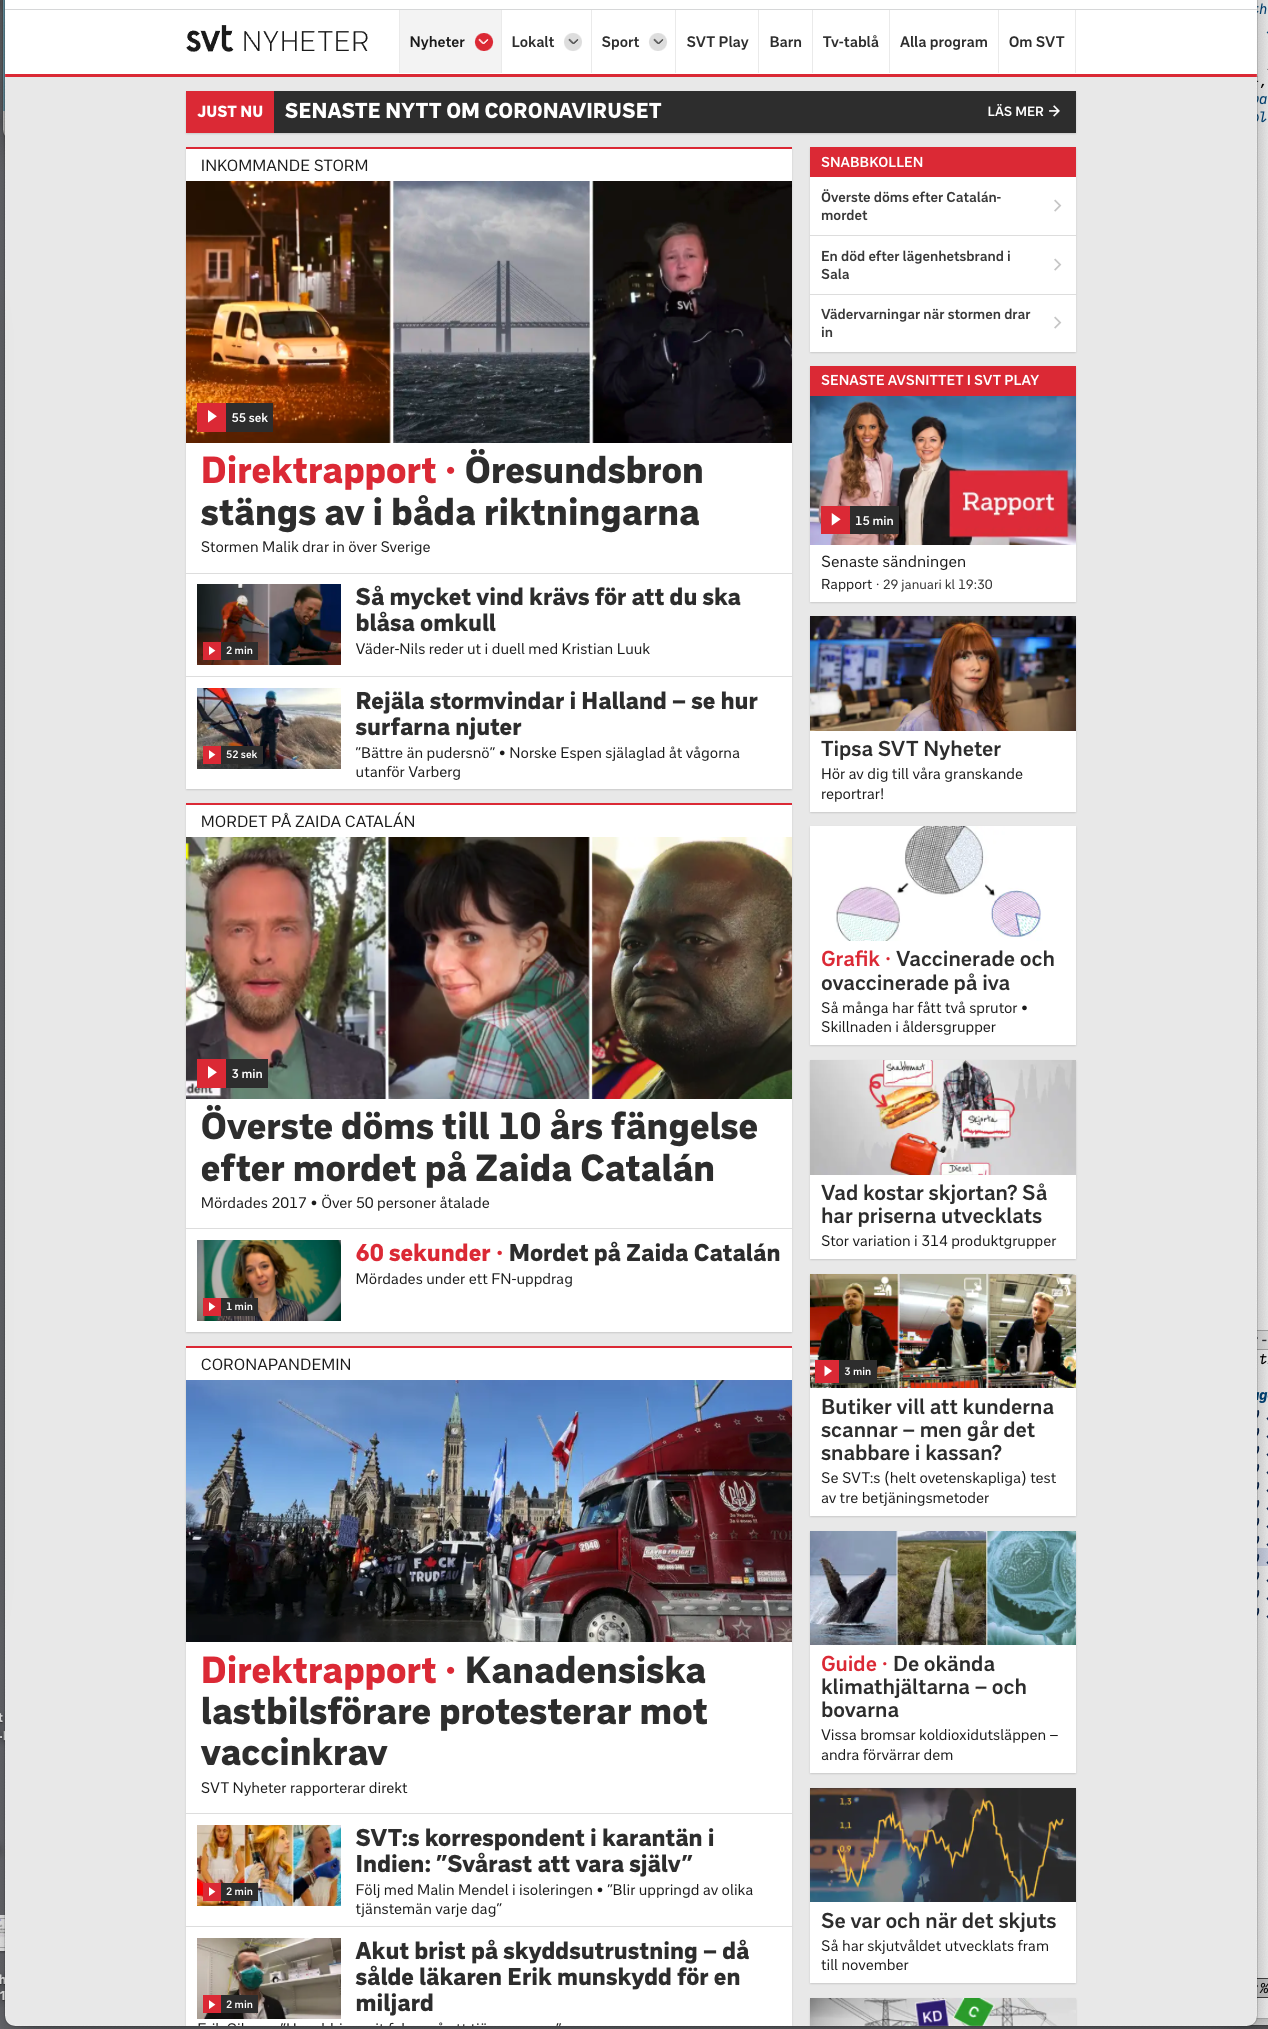 svt NYHETER
Nyheter
Lokalt
Sport
SVT Play
Barn
Tv-tablå
Alla program
Om SVT
JUST NU
SENASTE NYTT OM CORONAVIRUSET
LÄS MER →
INKOMMANDE STORM
svt
55 sek
Direktrapport · Öresundsbron
stängs av i båda riktningarna
Stormen Malik drar in över Sverige
2 min
Så mycket vind krävs för att du ska
blåsa omkull
Väder-Nils reder ut i duell med Kristian Luuk
52 sek
Rejäla stormvindar i Halland – se hur
surfarna njuter
”Bättre än pudersnö” • Norske Espen själaglad åt vågorna
utanför Varberg
MORDET PÅ ZAIDA CATALÁN
3 min
Överste döms till 10 års fängelse
efter mordet på Zaida Catalán
Mördades 2017 • Över 50 personer åtalade
1 min
60 sekunder · Mordet på Zaida Catalán
Mördades under ett FN-uppdrag
CORONAPANDEMIN
F CK
TRUDEAU
2040
Direktrapport · Kanadensiska
lastbilsförare protesterar mot
vaccinkrav
SVT Nyheter rapporterar direkt
2 min
SVT:s korrespondent i karantän i
Indien: ”Svårast att vara själv”
Följ med Malin Mendel i isoleringen • ”Blir uppringd av olika
tjänstemän varje dag”
2 min
Akut brist på skyddsutrustning – då
sålde läkaren Erik munskydd för en
miljard
SNABBKOLLEN
Överste döms efter Catalán-
mordet
En död efter lägenhetsbrand i
Sala
Vädervarningar när stormen drar
in
SENASTE AVSNITTET I SVT PLAY
Rapport
15 min
Senaste sändningen
Rapport · 29 januari kl 19:30
Tipsa SVT Nyheter
Hör av dig till våra granskande
reportrar!
Grafik · Vaccinerade och
ovaccinerade på iva
Så många har fått två sprutor •
Skillnaden i åldersgrupper
Snabbmat
Skjorta
Diesel
Vad kostar skjortan? Så
har priserna utvecklats
Stor variation i 314 produktgrupper
3 min
Butiker vill att kunderna
scannar – men går det
snabbare i kassan?
Se SVT:s (helt ovetenskapliga) test
av tre betjäningsmetoder
Guide · De okända
klimathjältarna – och
bovarna
Vissa bromsar koldioxidutsläppen –
andra förvärrar dem
1,3
1,1
0,9
Se var och när det skjuts
Så har skjutvåldet utvecklats fram
till november
KD
C